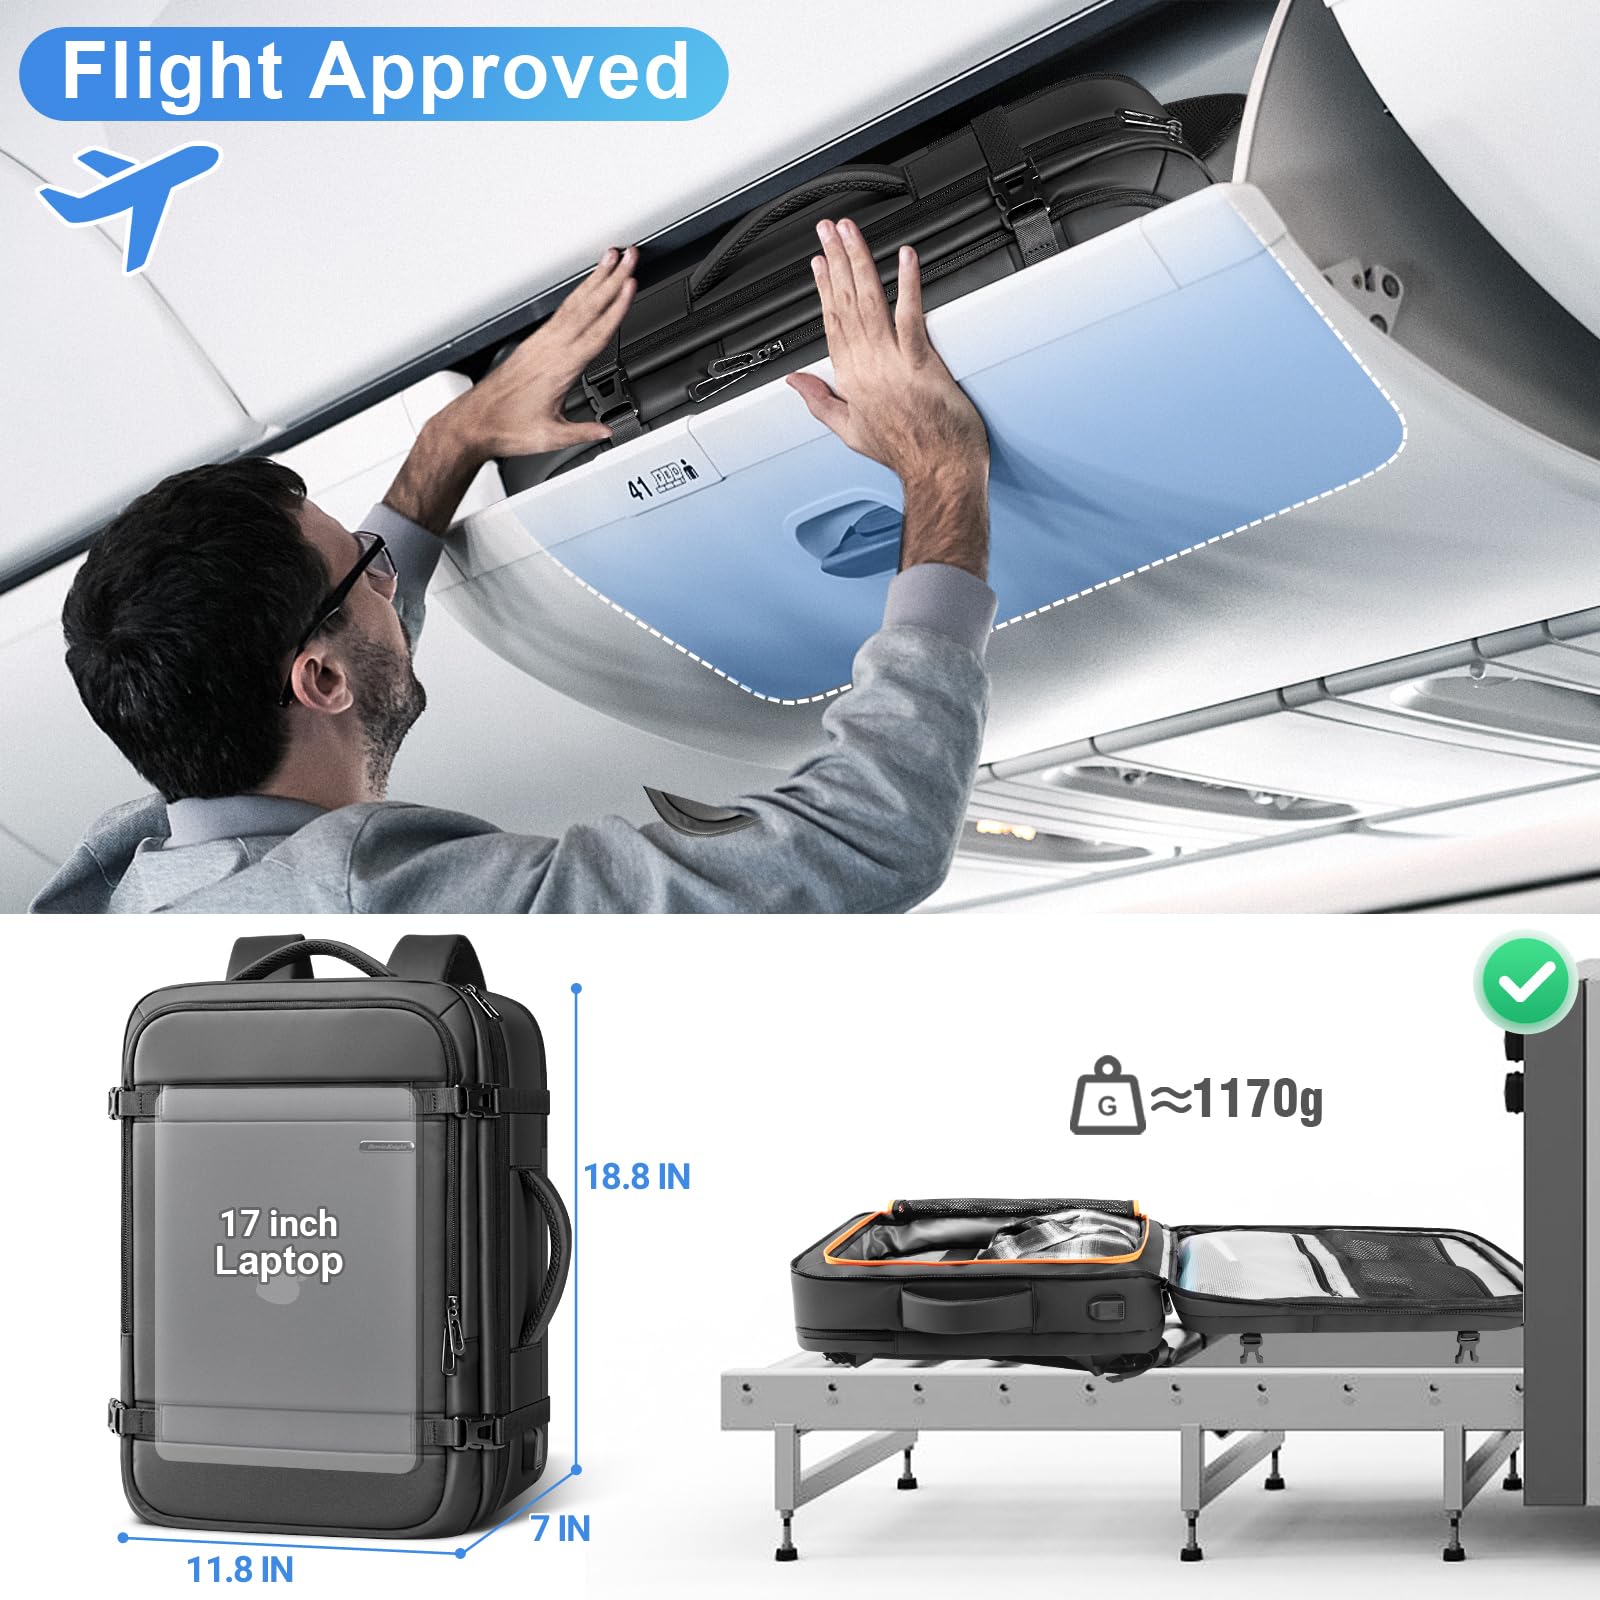 Flight Approved
41
18.8 IN
17 inch
Laptop
G ≈1170g
7 IN
11.8 IN